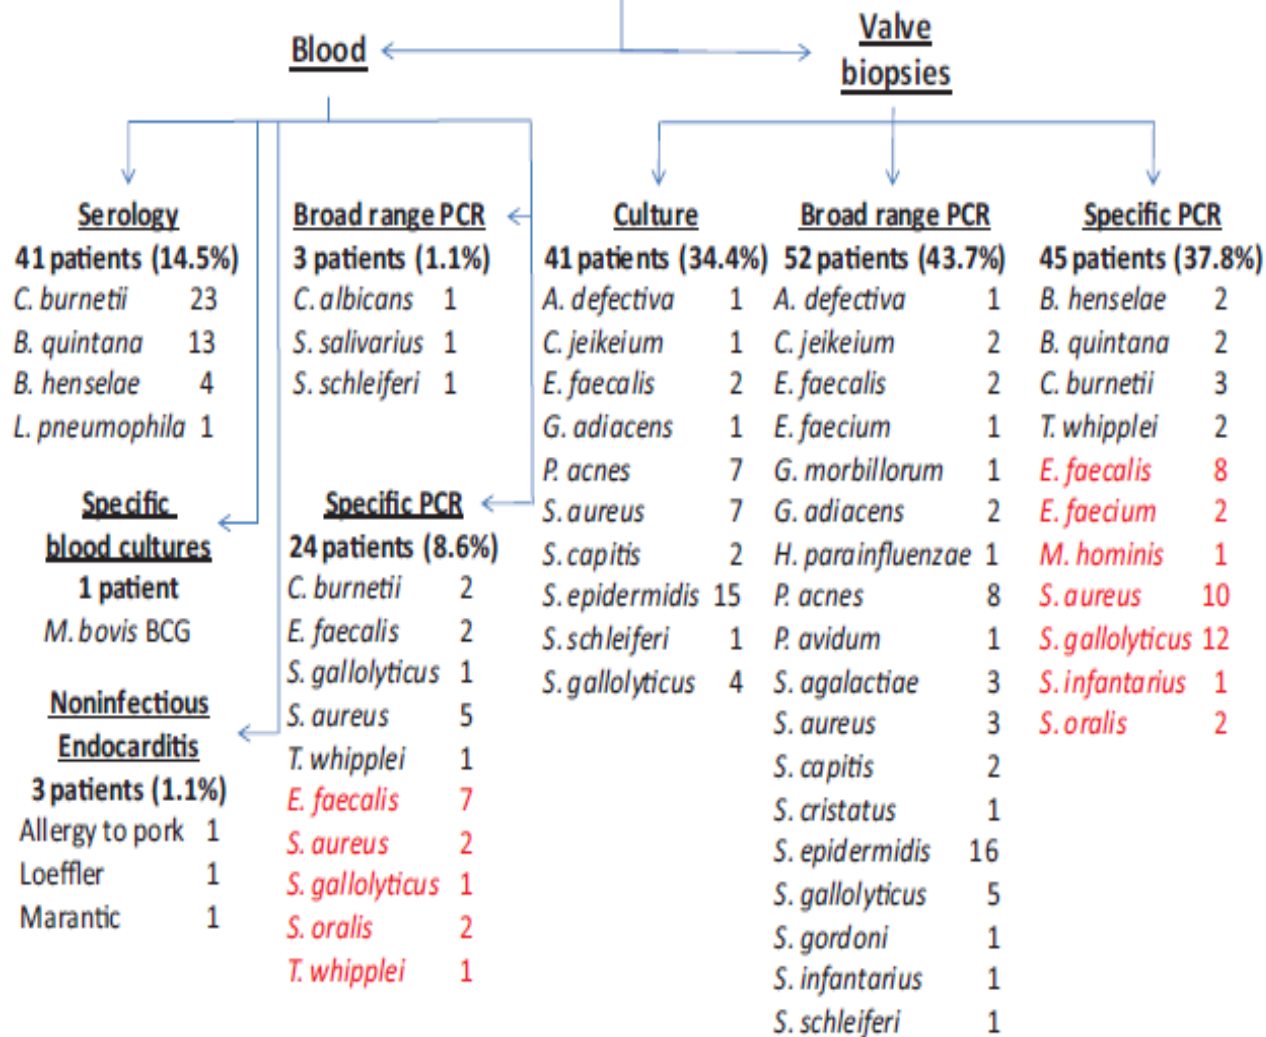 Blood
Valve
biopsies
Serology
41 patients (14.5%)
C. burnetii 23
B. quintana 13
B. henselae 4
L. pneumophila 1
Specific
blood cultures
1 patient
M. bovis BCG
Noninfectious
Endocarditis
3 patients (1.1%)
Allergy to pork 1
Loeffler 1
Marantic 1
Broad range PCR
3 patients (1.1%)
C. albicans 1
S. salivarius 1
S. schleiferi 1
Specific PCR
24 patients (8.6%)
C. burnetii 2
E. faecalis 2
S. gallolyticus 1
S. aureus 5
T. whipplei 1
E. faecalis 7
S. aureus 2
S. gallolyticus 1
S. oralis 2
T. whipplei 1
Culture
41 patients (34.4%)
A. defectiva 1
C. jeikeium 1
E. faecalis 2
G. adiacens 1
P. acnes 7
S. aureus 7
S. capitis 2
S. epidermidis 15
S. schleiferi 1
S. gallolyticus 4
Broad range PCR
52 patients (43.7%)
A. defectiva 1
C. jeikeium 2
E. faecalis 2
E. faecium 1
G. morbillorum 1
G. adiacens 2
H. parainfluenzae 1
P. acnes 8
P. avidum 1
S. agalactiae 3
S. aureus 3
S. capitis 2
S. cristatus 1
S. epidermidis 16
S. gallolyticus 5
S. gordoni 1
S. infantarius 1
S. schleiferi 1
Specific PCR
45 patients (37.8%)
B. henselae 2
B. quintana 2
C. burnetii 3
T. whipplei 2
E. faecalis 8
E. faecium 2
M. hominis 1
S. aureus 10
S. gallolyticus 12
S. infantarius 1
S. oralis 2